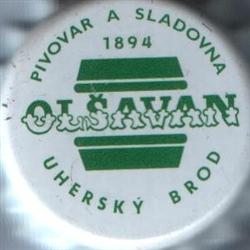 PIVOVAR A SLADOVNA
1894
OLŠAVAN
UHERSKÝ BROD